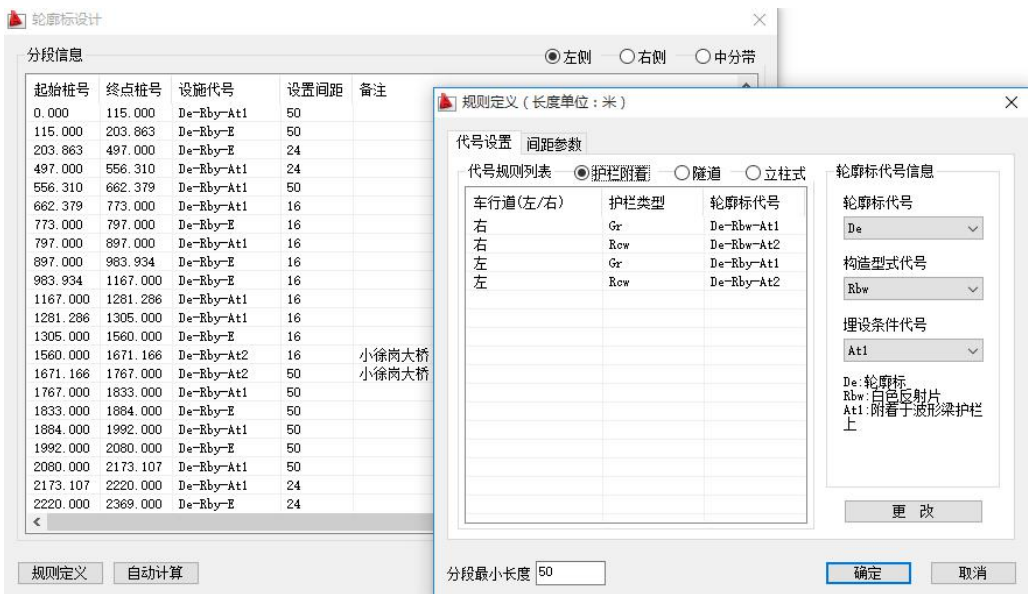 轮廓标设计
分段信息 左侧 右侧 中分带
起始桩号 终点桩号 设施代号 设置间距 备注
0.000 115.000 De-Rby-At1 50
115.000 203.863 De-Rby-E 50
203.863 497.000 De-Rby-E 24
497.000 556.310 De-Rby-At1 24
556.310 662.379 De-Rby-At1 50
662.379 773.000 De-Rby-At1 16
773.000 797.000 De-Rby-E 16
797.000 897.000 De-Rby-At1 16
897.000 983.934 De-Rby-E 16
983.934 1167.000 De-Rby-E 16
1167.000 1281.286 De-Rby-At1 16
1281.286 1305.000 De-Rby-At1 16
1305.000 1560.000 De-Rby-E 16
1560.000 1671.166 De-Rby-At2 16 小徐岗大桥
1671.166 1767.000 De-Rby-At2 50 小徐岗大桥
1767.000 1833.000 De-Rby-At1 50
1833.000 1884.000 De-Rby-E 50
1884.000 1992.000 De-Rby-At1 50
1992.000 2080.000 De-Rby-E 50
2080.000 2173.107 De-Rby-At1 50
2173.107 2220.000 De-Rby-At1 24
2220.000 2369.000 De-Rby-E 24
规则定义 自动计算
规则定义(长度单位:米)
代号设置 间距参数
代号规则列表 护栏附着 隧道 立柱式
车行道(左/右) 护栏类型 轮廓标代号
右 Gr De-Rbw-At1
右 Rcw De-Rbw-At2
左 Gr De-Rby-At1
左 Rcw De-Rby-At2
轮廓标代号信息
轮廓标代号
De
构造型式代号
Rbw
埋设条件代号
At1
De:轮廓标
Rbw:白色反射片
At1:附着于波形梁护栏
上
更 改
分段最小长度 50 确定 取消